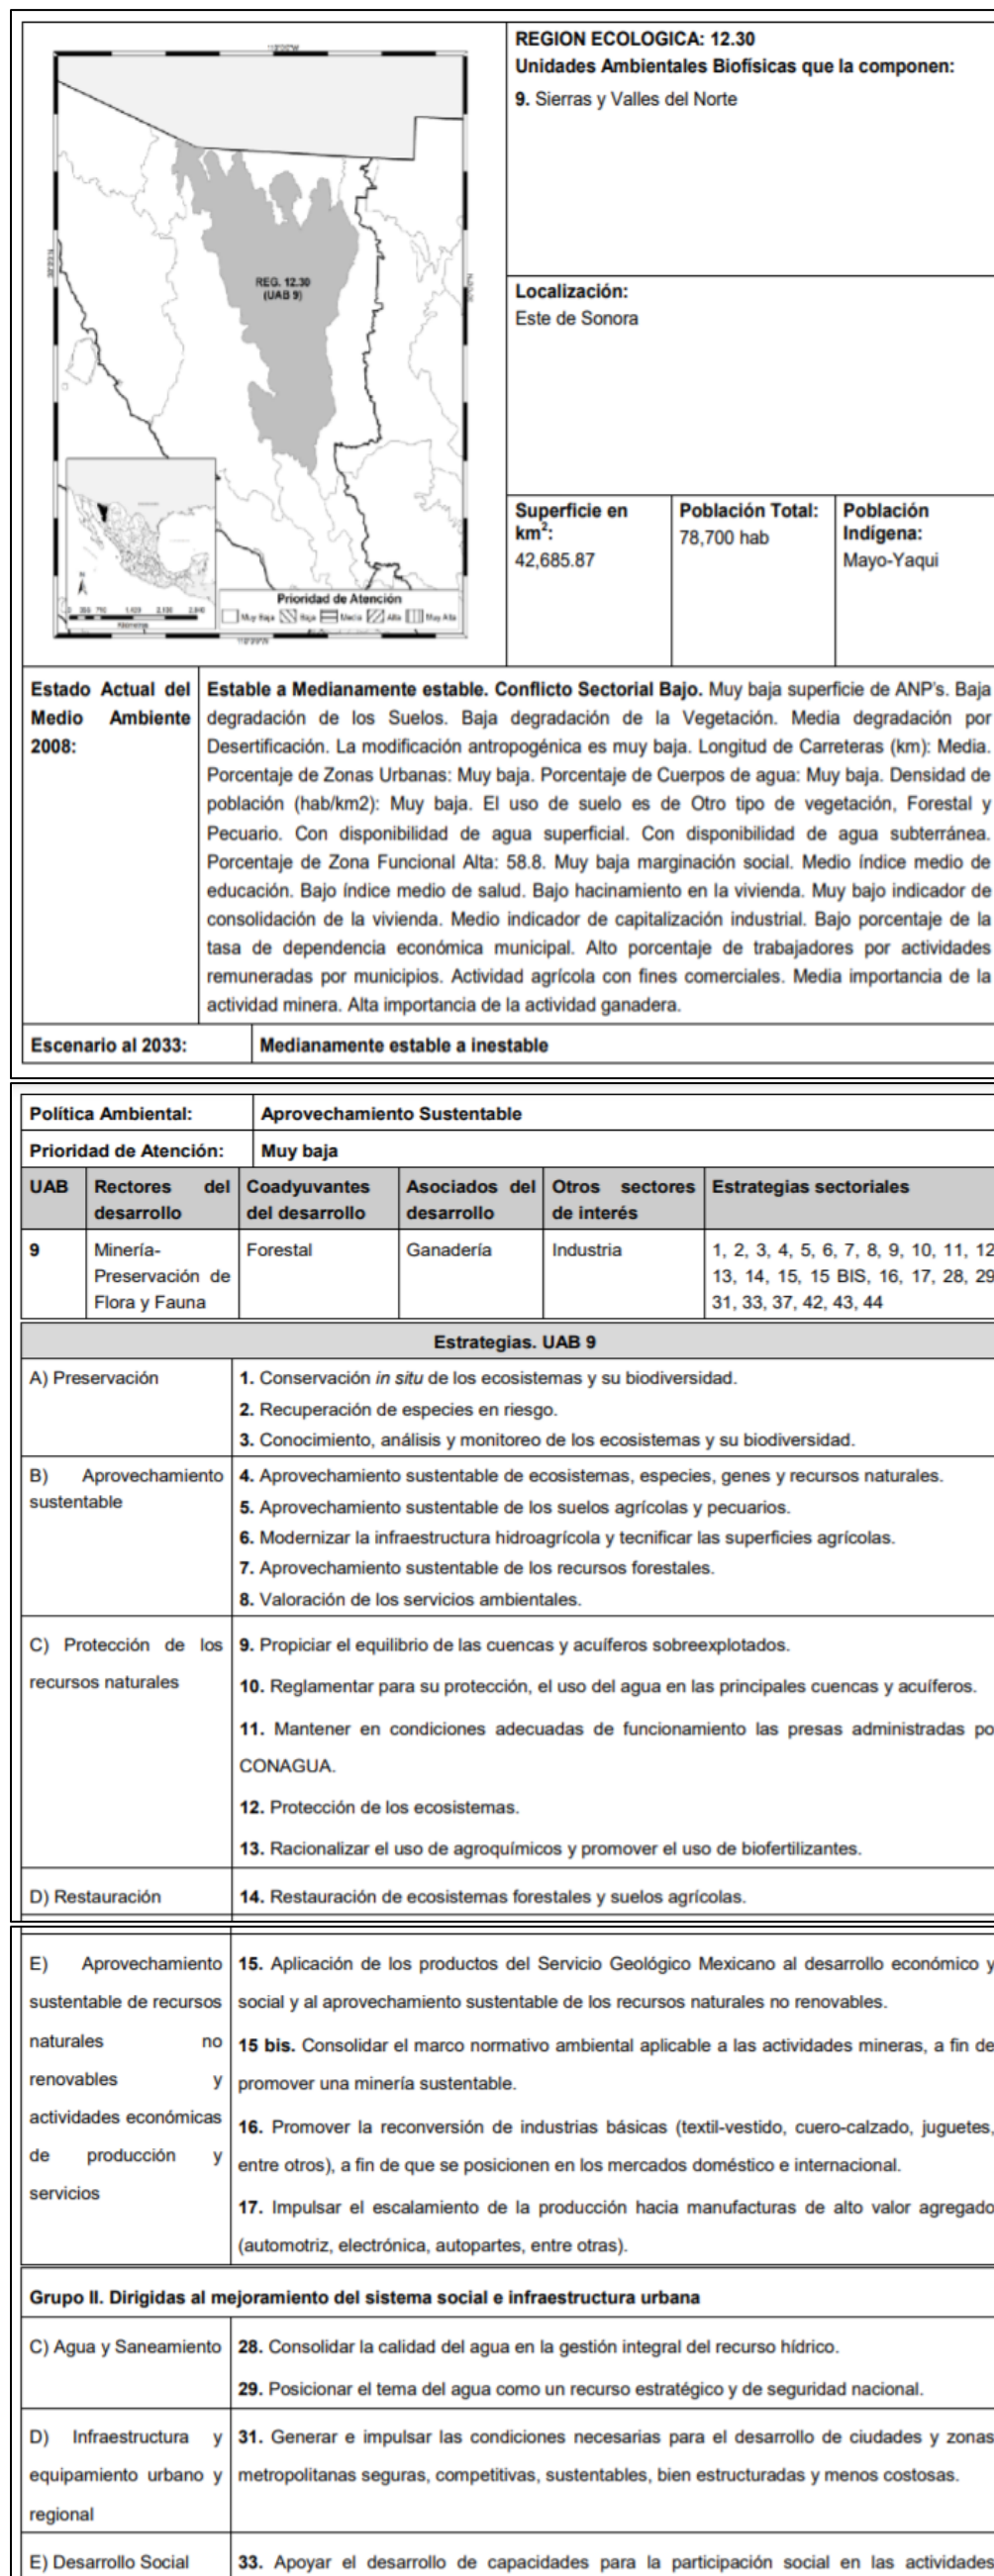 REGION ECOLOGICA: 12.30
Unidades Ambientales Biofísicas que la componen:
9. Sierras y Valles del Norte
REG. 12.30
(UAB 9)
Localización:
Este de Sonora
Prioridad de Atención
Muy Baja Baja Media Alta Muy Alta
Superficie en km²:
42,685.87
Población Total:
78,700 hab
Población Indígena:
Mayo-Yaqui
Estado Actual del Medio Ambiente 2008:
Estable a Medianamente estable. Conflicto Sectorial Bajo. Muy baja superficie de ANP's. Baja
degradación de los Suelos. Baja degradación de la Vegetación. Media degradación por
Desertificación. La modificación antropogénica es muy baja. Longitud de Carreteras (km): Media.
Porcentaje de Zonas Urbanas: Muy baja. Porcentaje de Cuerpos de agua: Muy baja. Densidad de
población (hab/km2): Muy baja. El uso de suelo es de Otro tipo de vegetación, Forestal y
Pecuario. Con disponibilidad de agua superficial. Con disponibilidad de agua subterránea.
Porcentaje de Zona Funcional Alta: 58.8. Muy baja marginación social. Medio índice medio de
educación. Bajo índice medio de salud. Bajo hacinamiento en la vivienda. Muy bajo indicador de
consolidación de la vivienda. Medio indicador de capitalización industrial. Bajo porcentaje de la
tasa de dependencia económica municipal. Alto porcentaje de trabajadores por actividades
remuneradas por municipios. Actividad agrícola con fines comerciales. Media importancia de la
actividad minera. Alta importancia de la actividad ganadera.
Escenario al 2033: Medianamente estable a inestable
Política Ambiental: Aprovechamiento Sustentable
Prioridad de Atención: Muy baja
UAB
Rectores del desarrollo
Coadyuvantes del desarrollo
Asociados del desarrollo
Otros sectores de interés
Estrategias sectoriales
9
Minería-
Preservación de
Flora y Fauna
Forestal
Ganadería
Industria
1, 2, 3, 4, 5, 6, 7, 8, 9, 10, 11, 12
13, 14, 15, 15 BIS, 16, 17, 28, 29
31, 33, 37, 42, 43, 44
Estrategias. UAB 9
A) Preservación
1. Conservación in situ de los ecosistemas y su biodiversidad.
2. Recuperación de especies en riesgo.
3. Conocimiento, análisis y monitoreo de los ecosistemas y su biodiversidad.
B) Aprovechamiento
sustentable
4. Aprovechamiento sustentable de ecosistemas, especies, genes y recursos naturales.
5. Aprovechamiento sustentable de los suelos agrícolas y pecuarios.
6. Modernizar la infraestructura hidroagrícola y tecnificar las superficies agrícolas.
7. Aprovechamiento sustentable de los recursos forestales.
8. Valoración de los servicios ambientales.
C) Protección de los
recursos naturales
9. Propiciar el equilibrio de las cuencas y acuíferos sobreexplotados.
10. Reglamentar para su protección, el uso del agua en las principales cuencas y acuíferos.
11. Mantener en condiciones adecuadas de funcionamiento las presas administradas po
CONAGUA.
12. Protección de los ecosistemas.
13. Racionalizar el uso de agroquímicos y promover el uso de biofertilizantes.
D) Restauración
14. Restauración de ecosistemas forestales y suelos agrícolas.
E) Aprovechamiento
sustentable de recursos
naturales no
renovables y
actividades económicas
de producción y
servicios
15. Aplicación de los productos del Servicio Geológico Mexicano al desarrollo económico y
social y al aprovechamiento sustentable de los recursos naturales no renovables.
15 bis. Consolidar el marco normativo ambiental aplicable a las actividades mineras, a fin de
promover una minería sustentable.
16. Promover la reconversión de industrias básicas (textil-vestido, cuero-calzado, juguetes,
entre otros), a fin de que se posicionen en los mercados doméstico e internacional.
17. Impulsar el escalamiento de la producción hacia manufacturas de alto valor agregado
(automotriz, electrónica, autopartes, entre otras).
Grupo II. Dirigidas al mejoramiento del sistema social e infraestructura urbana
C) Agua y Saneamiento
28. Consolidar la calidad del agua en la gestión integral del recurso hídrico.
29. Posicionar el tema del agua como un recurso estratégico y de seguridad nacional.
D) Infraestructura y
equipamiento urbano y
regional
31. Generar e impulsar las condiciones necesarias para el desarrollo de ciudades y zonas
metropolitanas seguras, competitivas, sustentables, bien estructuradas y menos costosas.
E) Desarrollo Social
33. Apoyar el desarrollo de capacidades para la participación social en las actividades